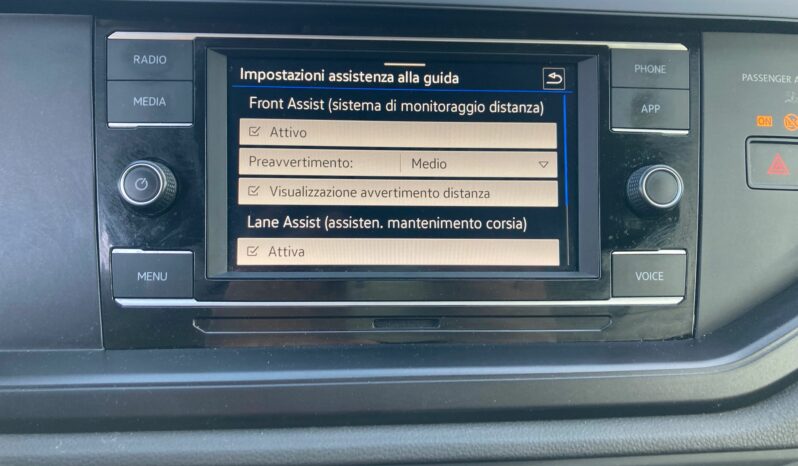 RADIO
MEDIA
MENU
Impostazioni assistenza alla guida
Front Assist (sistema di monitoraggio distanza)
Attivo
Preavvertimento: Medio
Visualizzazione avvertimento distanza
Lane Assist (assisten. mantenimento corsia)
Attiva
PHONE
APP
VOICE
PASSENGER A
ON